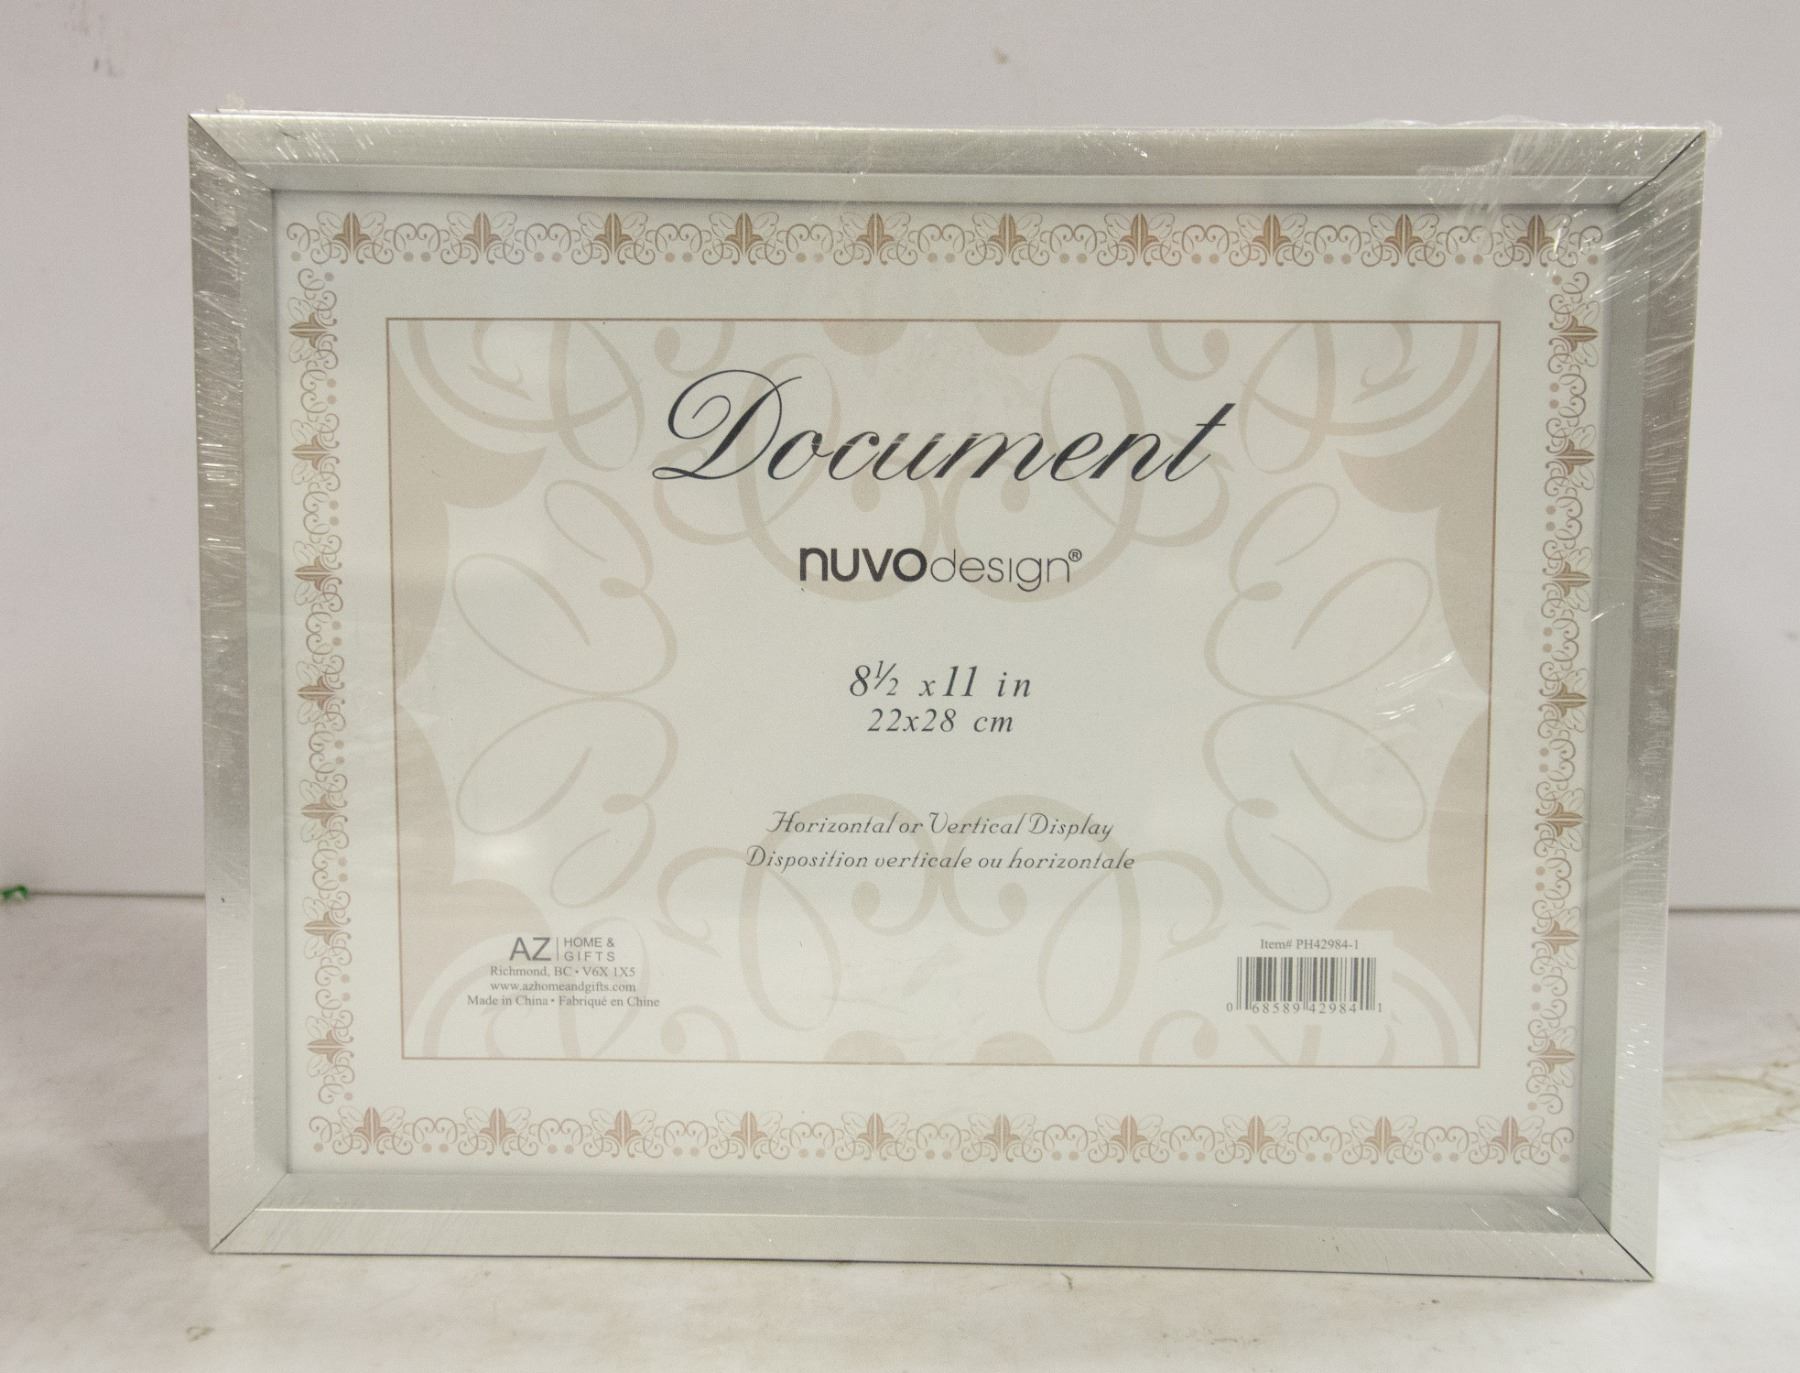 Document
nuvodesign®
8½ x 11 in
22x28 cm
Horizontal or Vertical Display
Disposition verticale ou horizontale
AZ HOME & GIFTS
Richmond, BC • V6X 1X5
www.azhomeandgifts.com
Made in China • Fabriqué en Chine
Item# PH42984-1
0 68589 42984 1